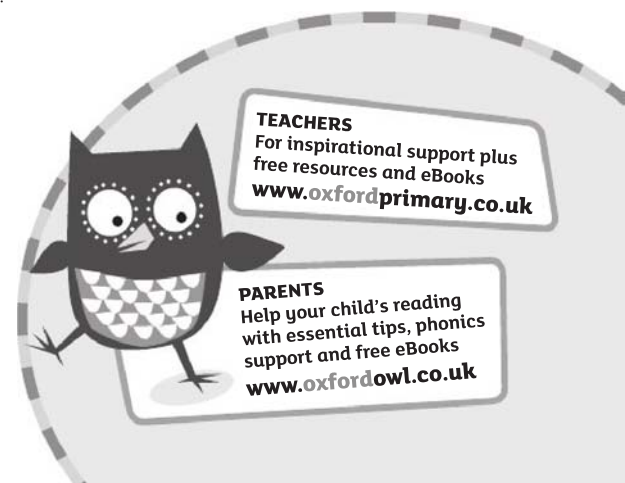 TEACHERS
For inspirational support plus
free resources and eBooks
www.oxfordprimary.co.uk
PARENTS
Help your child's reading
with essential tips, phonics
support and free eBooks
www.oxfordowl.co.uk